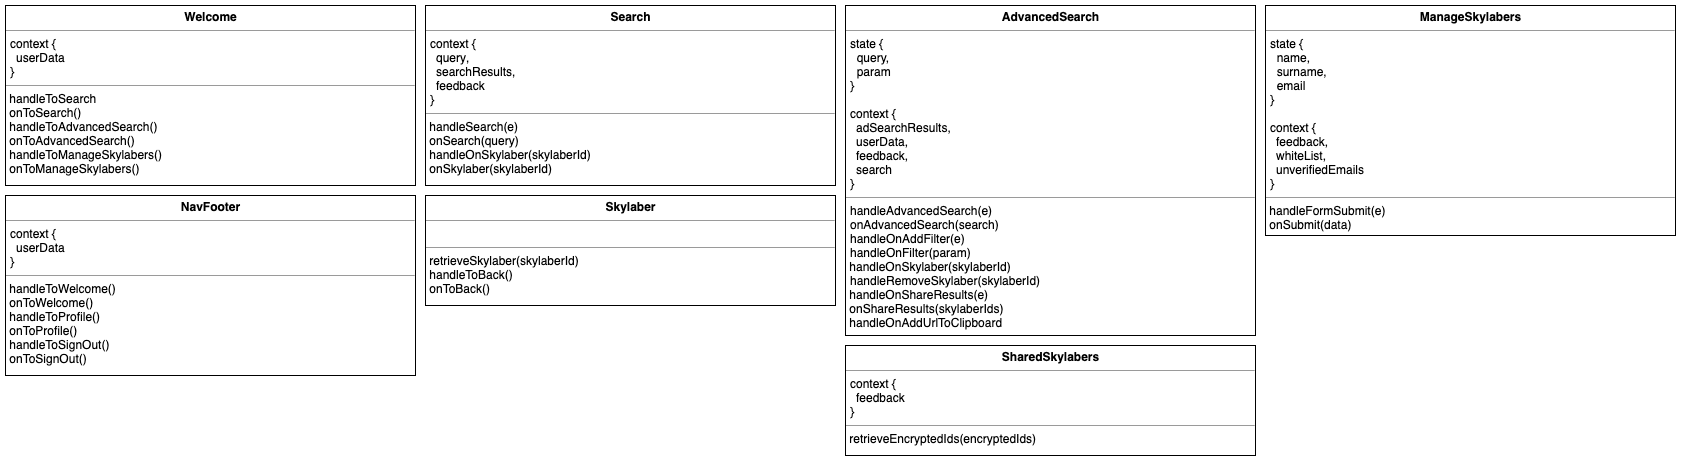 Welcome
context {
userData
}
handleToSearch
onToSearch()
handleToAdvancedSearch()
onToAdvancedSearch()
handleToManageSkylabers()
onToManageSkylabers()
NavFooter
context {
userData
}
handleToWelcome()
onToWelcome()
handleToProfile()
onToProfile()
handleToSignOut()
onToSignOut()
Search
context {
query,
searchResults,
feedback
}
handleSearch(e)
onSearch(query)
handleOnSkylaber(skylaberId)
onSkylaber(skylaberId)
Skylaber
retrieveSkylaber(skylaberId)
handleToBack()
onToBack()
AdvancedSearch
state {
query,
param
}
context {
adSearchResults,
userData,
feedback,
search
}
handleAdvancedSearch(e)
onAdvancedSearch(search)
handleOnAddFilter(e)
handleOnFilter(param)
handleOnSkylaber(skylaberId)
handleRemoveSkylaber(skylaberId)
handleOnShareResults(e)
onShareResults(skylaberIds)
handleOnAddUrlToClipboard
SharedSkylabers
context {
feedback
}
retrieveEncryptedIds(encryptedIds)
ManageSkylabers
state {
name,
surname,
email
}
context {
feedback,
whiteList,
unverifiedEmails
}
handleFormSubmit(e)
onSubmit(data)